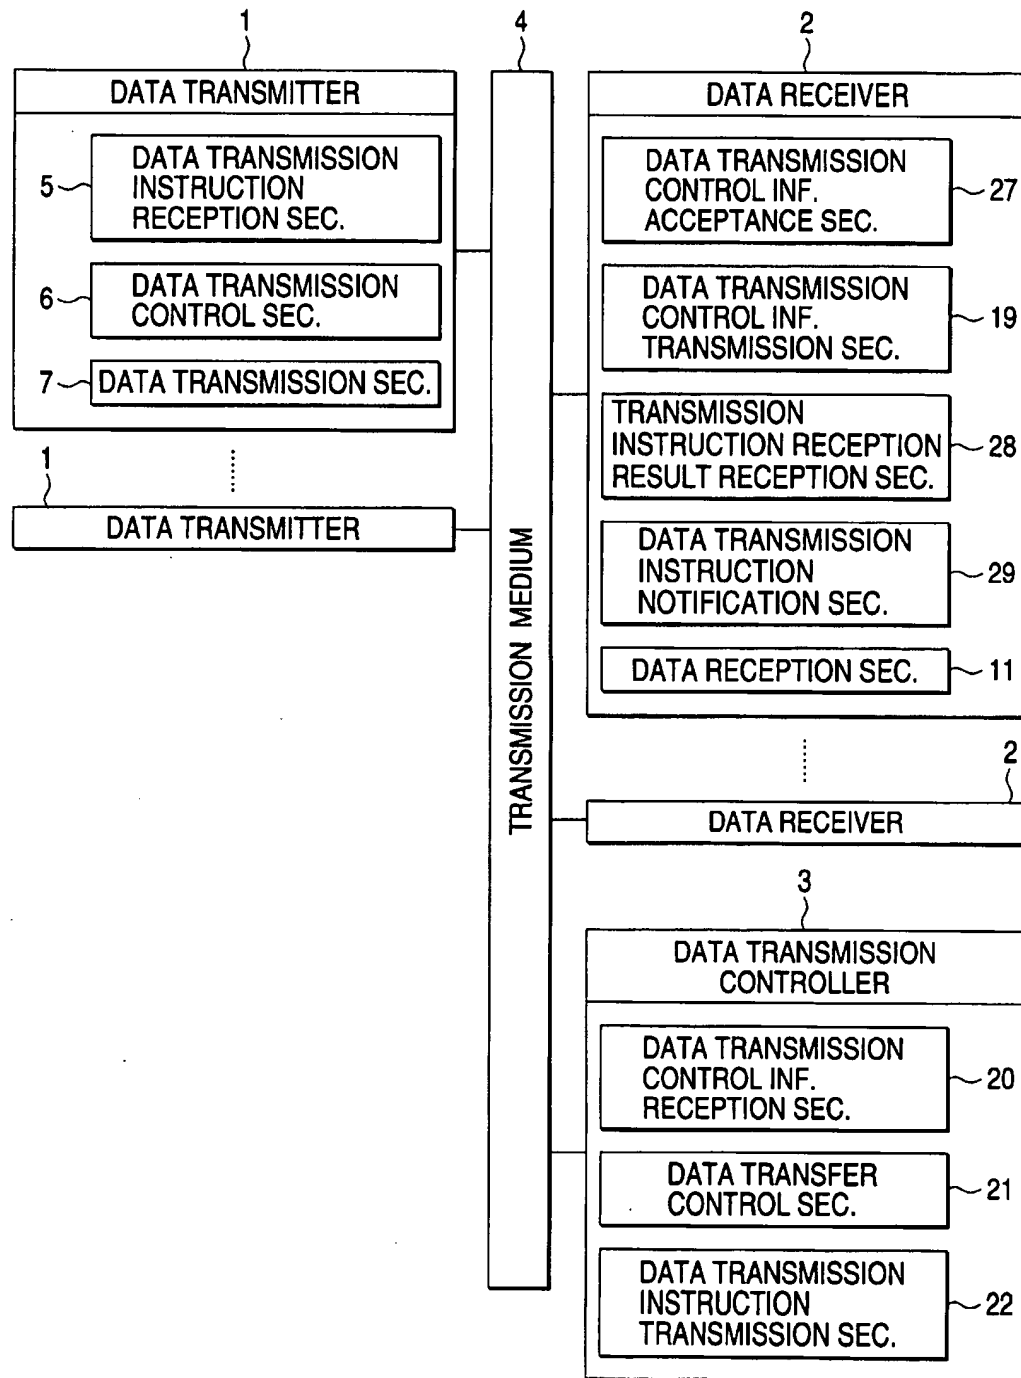 1
DATA TRANSMITTER
5
DATA TRANSMISSION
INSTRUCTION
RECEPTION SEC.
6
DATA TRANSMISSION
CONTROL SEC.
7
DATA TRANSMISSION SEC.
1
DATA TRANSMITTER
4
TRANSMISSION MEDIUM
2
DATA RECEIVER
DATA TRANSMISSION
CONTROL INF.
ACCEPTANCE SEC.
27
DATA TRANSMISSION
CONTROL INF.
TRANSMISSION SEC.
19
TRANSMISSION
INSTRUCTION RECEPTION
RESULT RECEPTION SEC.
28
DATA TRANSMISSION
INSTRUCTION
NOTIFICATION SEC.
29
DATA RECEPTION SEC.
11
2
DATA RECEIVER
3
DATA TRANSMISSION
CONTROLLER
DATA TRANSMISSION
CONTROL INF.
RECEPTION SEC.
20
DATA TRANSFER
CONTROL SEC.
21
DATA TRANSMISSION
INSTRUCTION
TRANSMISSION SEC.
22